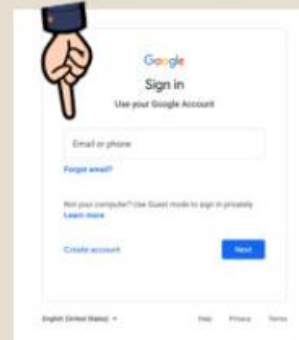 Google
Sign in
Use your Google Account
Email or phone
Forgot email?
Not your computer? Use Guest mode to sign in privately.
Learn more
Create account Next
English (United States) Help Privacy Terms